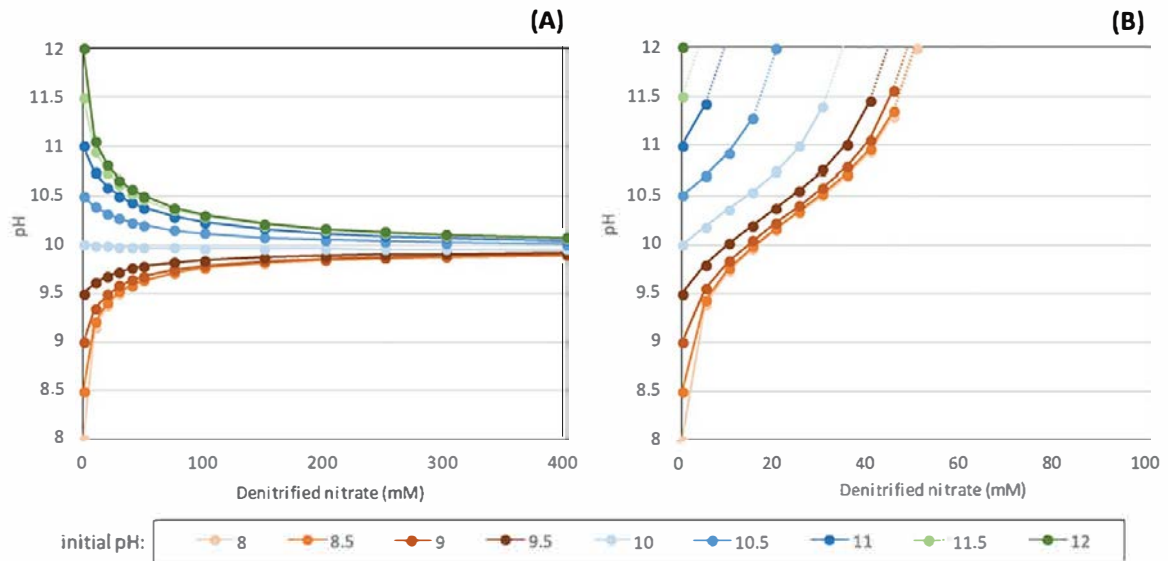 (A)
pH
12
11.5
11
10.5
10
9.5
9
8.5
8
0 100 200 300 400
Denitrified nitrate (mM)
(B)
pH
12
11.5
11
10.5
10
9.5
9
8.5
8
0 20 40 60 80 100
Denitrified nitrate (mM)
initial pH: 8 8.5 9 9.5 10 10.5 11 11.5 12